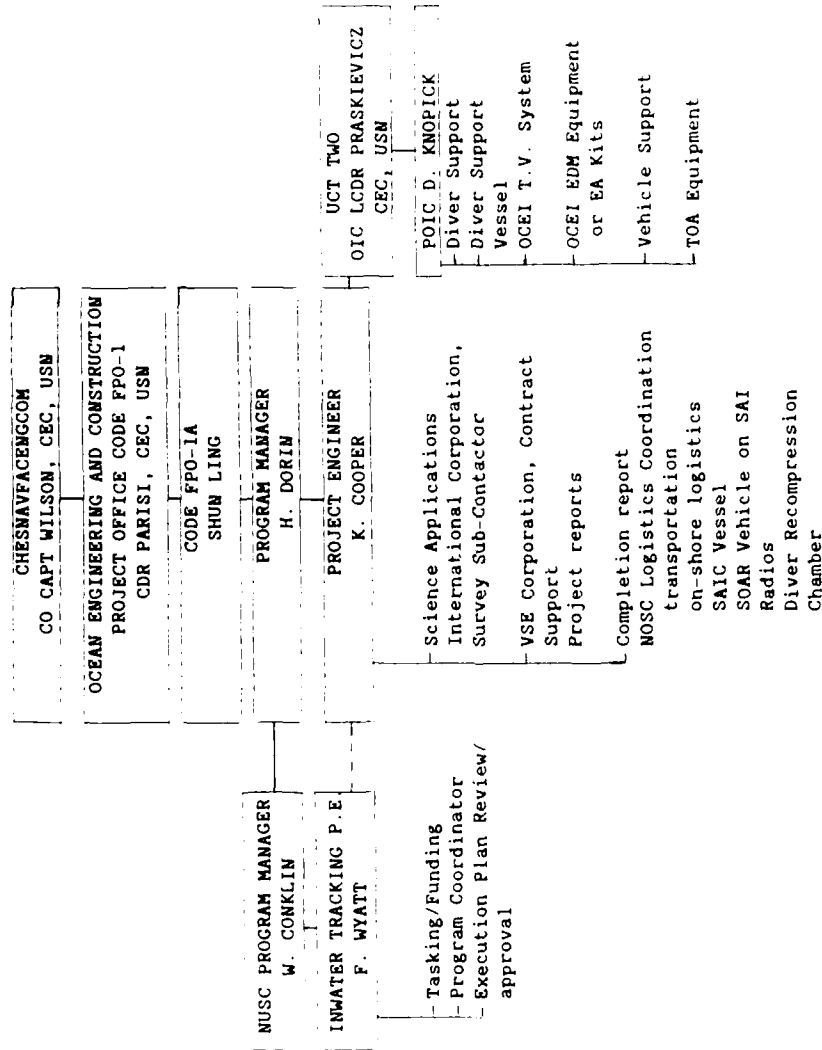 CHESNAVFACENGCOM
CO CAPT WILSON, CEC, USN
OCEAN ENGINEERING AND CONSTRUCTION
PROJECT OFFICE CODE FPO-1
CDR PARISI, CEC, USN
CODE FPO-1A
SHUN LING
PROGRAM MANAGER
H. DORIN
PROJECT ENGINEER
K. COOPER
NUSC PROGRAM MANAGER
W. CONKLIN
INWATER TRACKING P.E.
F. WYATT
Tasking/Funding
Program Coordinator
Execution Plan Review/
approval
Science Applications
International Corporation,
Survey Sub-Contactor
VSE Corporation, Contract
Support
Project reports
Completion report
NOSC Logistics Coordination
transportation
on-shore logistics
SAIC Vessel
SOAR Vehicle on SAI
Radios
Diver Recompression
Chamber
UCT TWO
OIC LCDR PRASKIEVICZ
CEC, USN
POIC D. KNOPICK
Diver Support
Diver Support
Vessel
OCEI T.V. System
OCEI EDM Equipment
or EA Kits
Vehicle Support
TOA Equipment